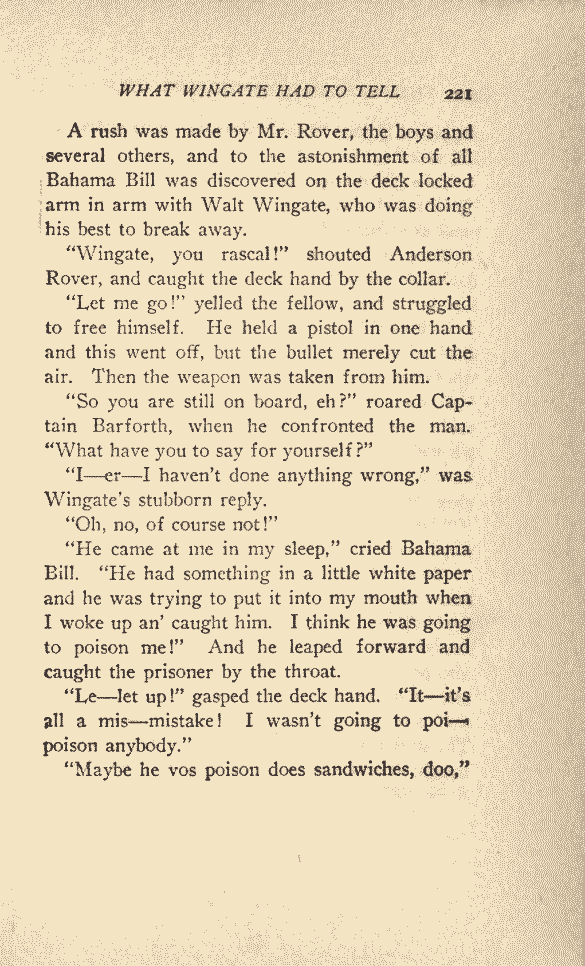 WHAT WINGATE HAD TO TELL 221
A rush was made by Mr. Rover, the boys and
several others, and to the astonishment of all
Bahama Bill was discovered on the deck locked
arm in arm with Walt Wingate, who was doing
his best to break away.
"Wingate, you rascal!" shouted Anderson
Rover, and caught the deck hand by the collar.
"Let me go!" yelled the fellow, and struggled
to free himself. He held a pistol in one hand
and this went off, but the bullet merely cut the
air. Then the weapon was taken from him.
"So you are still on board, eh?" roared Cap-
tain Barforth, when he confronted the man.
"What have you to say for yourself?"
"I—er—I haven't done anything wrong," was
Wingate's stubborn reply.
"Oh, no, of course not!"
"He came at me in my sleep," cried Bahama
Bill. "He had something in a little white paper
and he was trying to put it into my mouth when
I woke up an' caught him. I think he was going
to poison me!" And he leaped forward and
caught the prisoner by the throat.
"Le—let up!" gasped the deck hand. "It—it's
all a mis—mistake! I wasn't going to poi—
poison anybody."
"Maybe he vos poison does sandwiches, doo,"